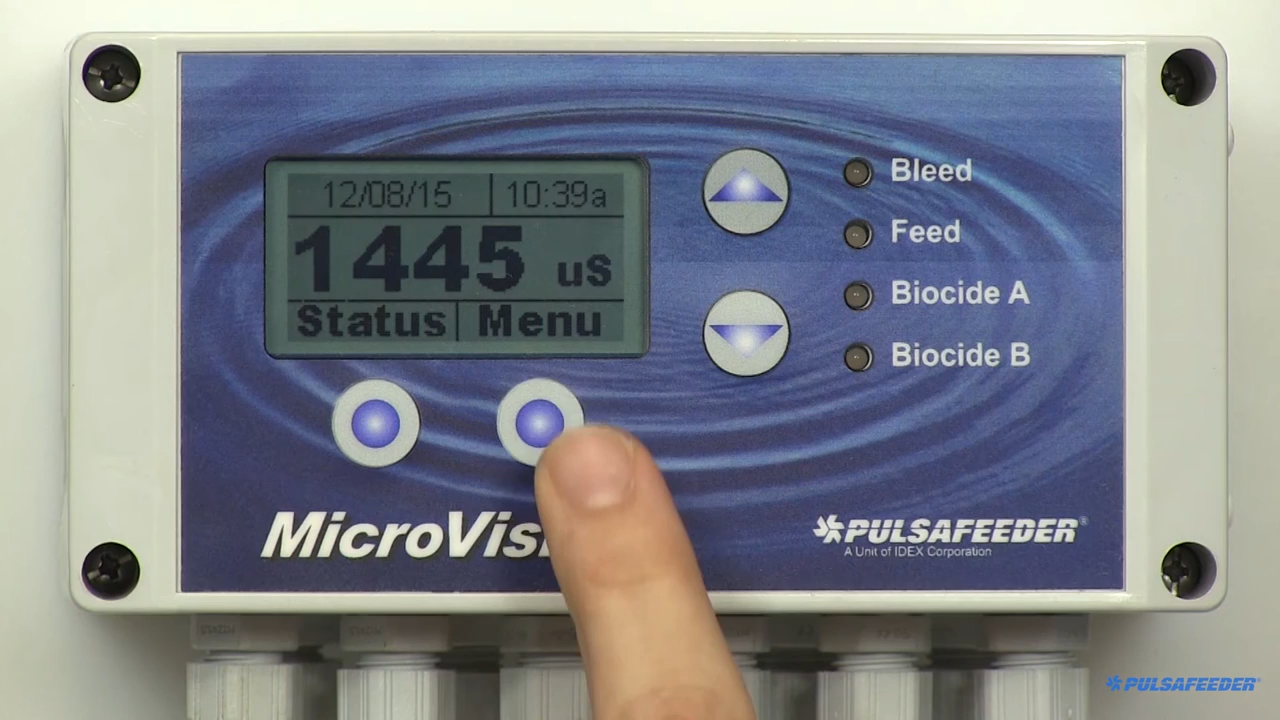 12/08/15 10:39a
1445 uS
Status Menu
Bleed
Feed
Biocide A
Biocide B
MicroVis
PULSAFEEDER®
A Unit of IDEX Corporation
PULSAFEEDER